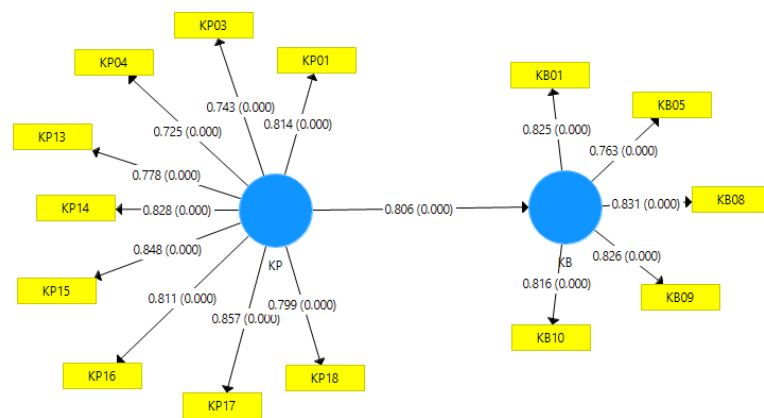 KP03
KP04
KP01
KB01
KB05
0.743 (0.000)
0.814 (0.000)
0.725 (0.000)
0.825 (0.000)
KP13
0.763 (0.000)
0.778 (0.000)
KP14
0.828 (0.000)
0.806 (0.000)
0.831 (0.000)
KB08
0.848 (0.000)
KP
KB
0.826 (0.000)
KP15
0.816 (0.000)
KB09
0.811 (0.000)
0.857 (0.000)
0.799 (0.000)
KB10
KP16
KP18
KP17